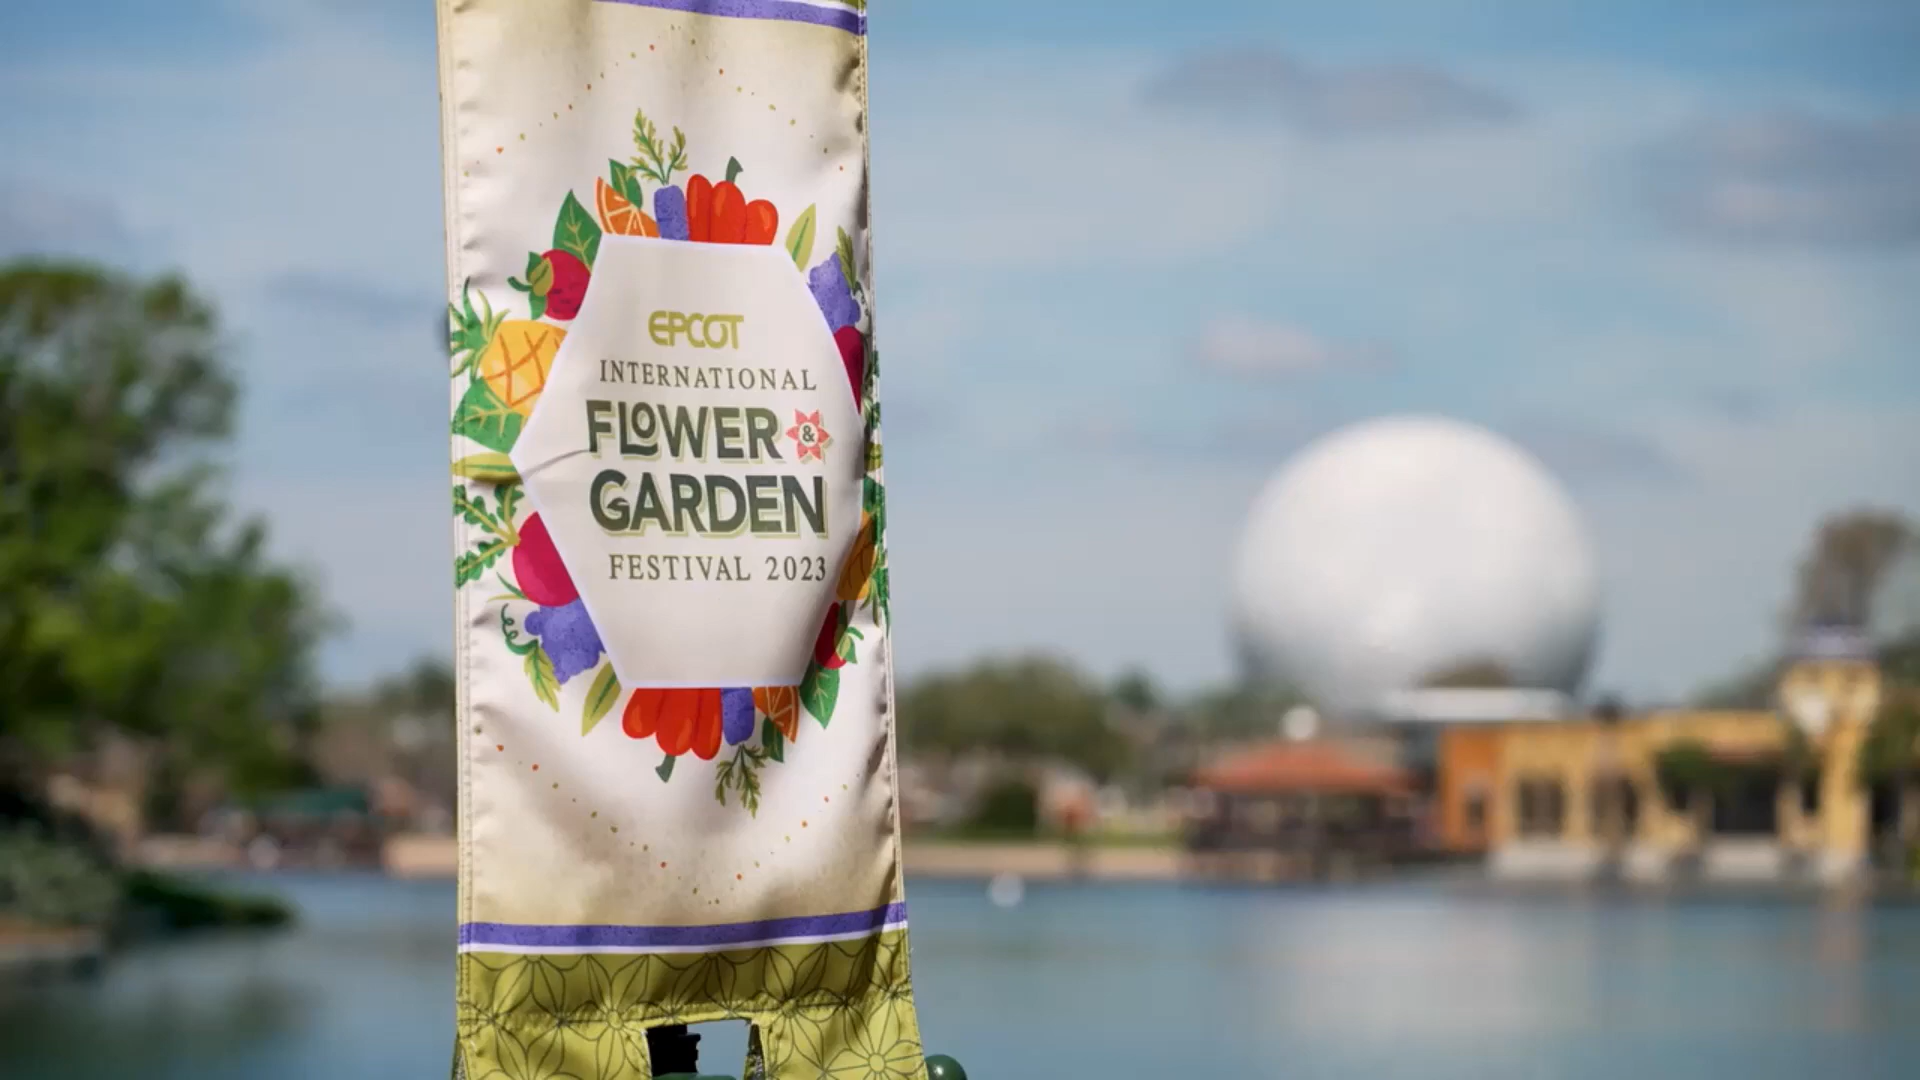 EPCOT
INTERNATIONAL
FLOWER &
GARDEN
FESTIVAL 2023